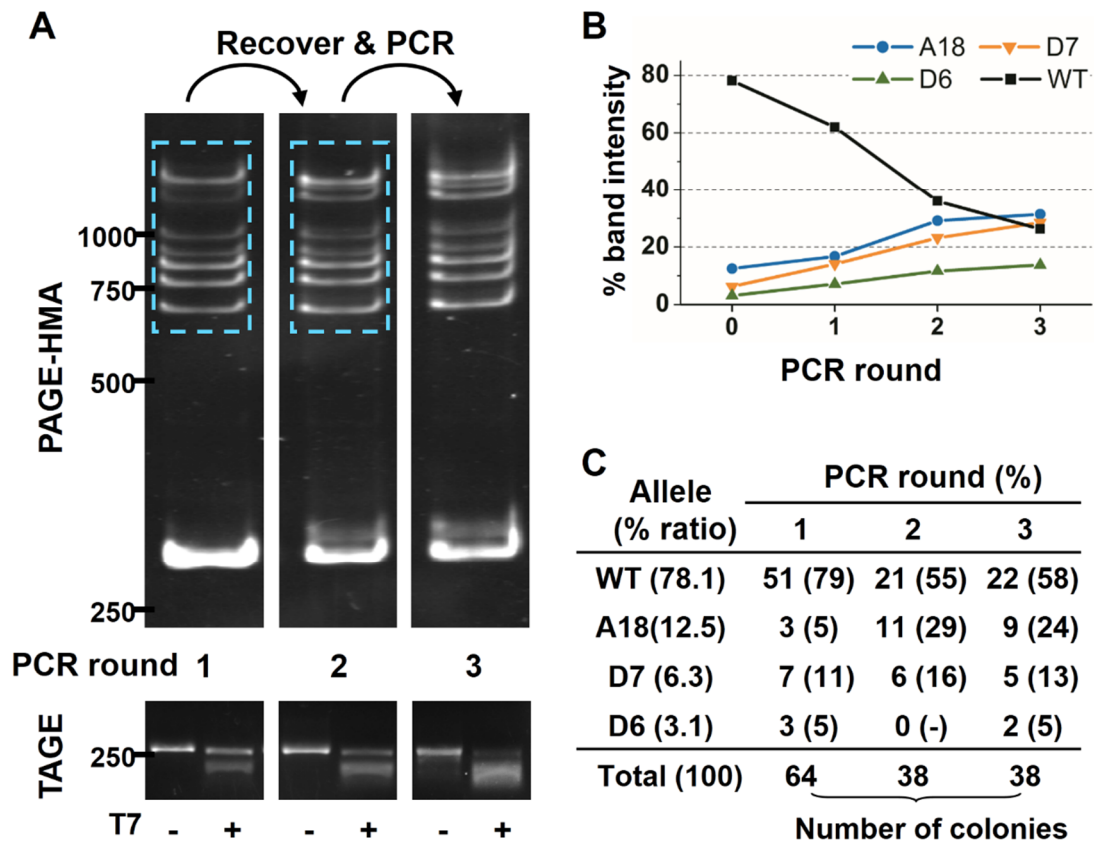 A
Recover & PCR
PAGE-HMA
1000
750
500
250
PCR round 1 2 3
TAGE
250
T7 - + - + - +
B
A18 D7
D6 WT
% band intensity
80
60
40
20
0
0 1 2 3
PCR round
C
Allele
(% ratio)
PCR round (%)
1 2 3
WT (78.1) 51 (79) 21 (55) 22 (58)
A18(12.5) 3 (5) 11 (29) 9 (24)
D7 (6.3) 7 (11) 6 (16) 5 (13)
D6 (3.1) 3 (5) 0 (-) 2 (5)
Total (100) 64 38 38
Number of colonies